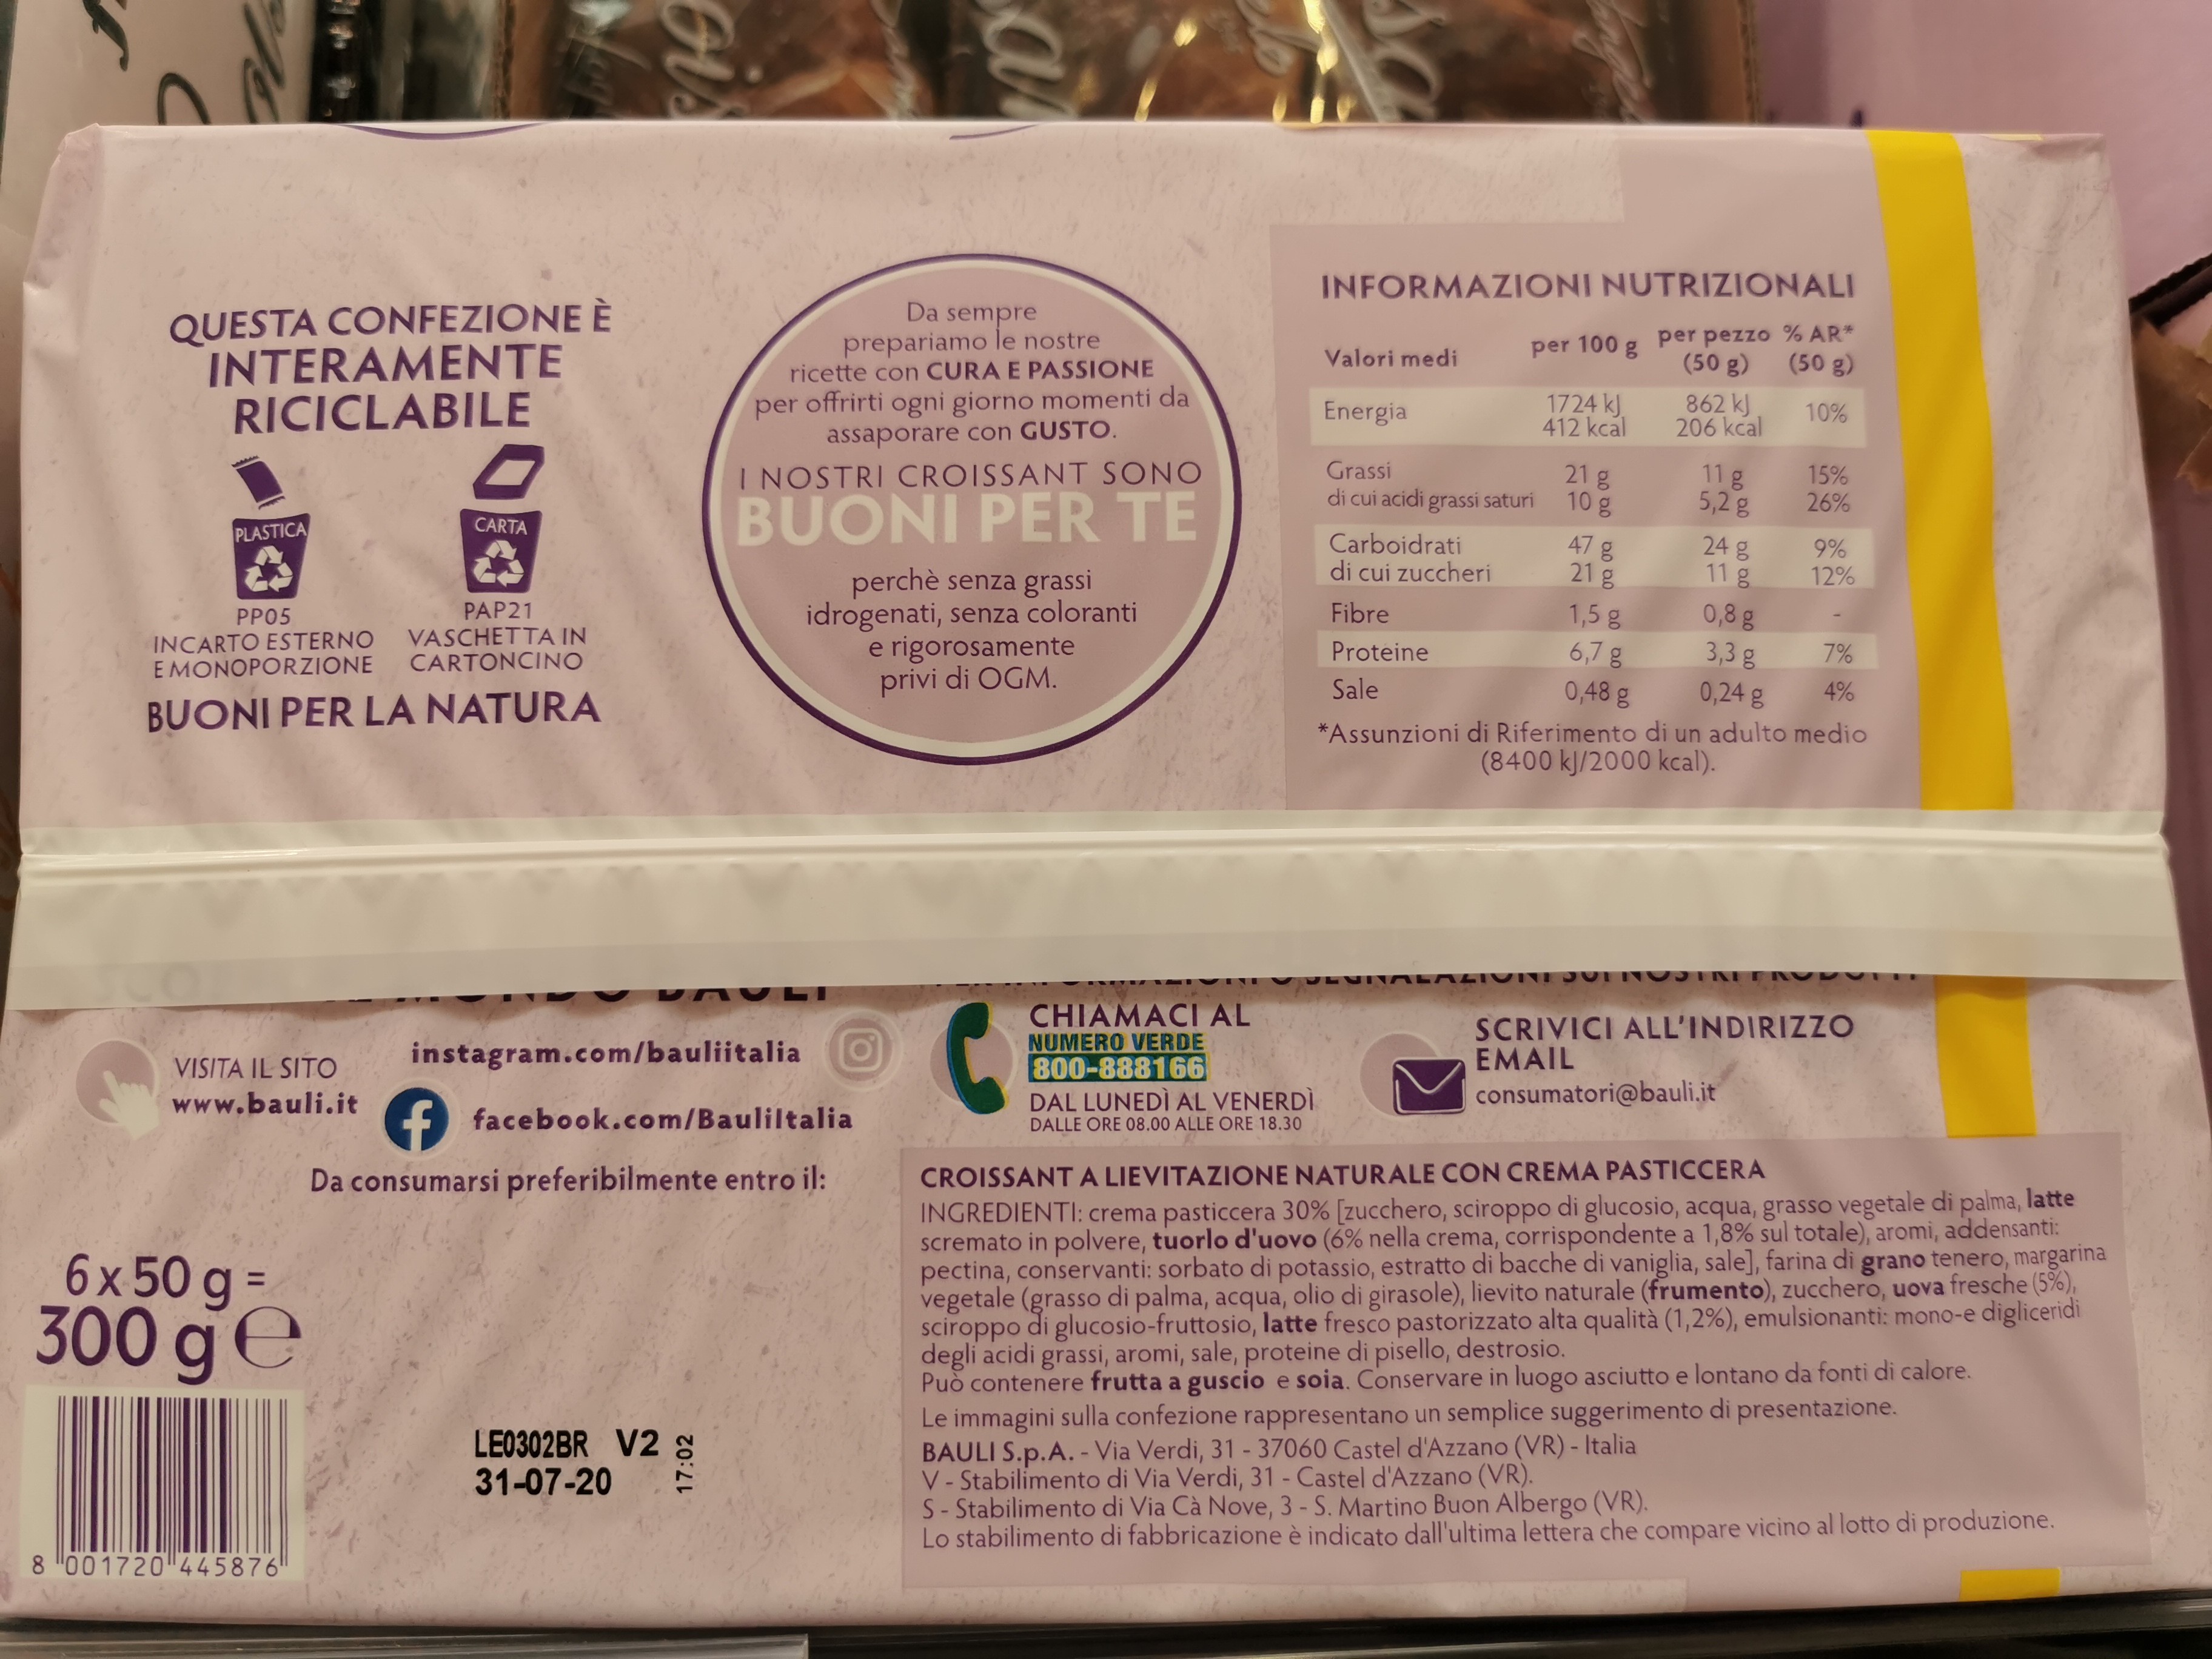 QUESTA CONFEZIONE È
INTERAMENTE
RICICLABILE
PLASTICA
CARTA
PP05
INCARTO ESTERNO
E MONOPORZIONE
PAP21
VASCHETTA IN
CARTONCINO
BUONI PER LA NATURA
Da sempre
prepariamo le nostre
ricette con CURA E PASSIONE
per offrirti ogni giorno momenti da
assaporare con GUSTO.
I NOSTRI CROISSANT SONO
BUONI PER TE
perchè senza grassi
idrogenati, senza coloranti
e rigorosamente
privi di OGM.
INFORMAZIONI NUTRIZIONALI
Valori medi per 100 g per pezzo (50 g) % AR* (50 g)
Energia 1724 kJ 862 kJ 10%
412 kcal 206 kcal
Grassi 21 g 11 g 15%
di cui acidi grassi saturi 10 g 5,2 g 26%
Carboidrati 47 g 24 g 9%
di cui zuccheri 21 g 11 g 12%
Fibre 1,5 g 0,8 g -
Proteine 6,7 g 3,3 g 7%
Sale 0,48 g 0,24 g 4%
*Assunzioni di Riferimento di un adulto medio
(8400 kJ/2000 kcal).
MONDO BAULI
INFORMAZIONI O SEGNALAZIONI SUI NOSTRI PRODOTTI
VISITA IL SITO
www.bauli.it
instagram.com/bauliitalia
facebook.com/BauliItalia
CHIAMACI AL
NUMERO VERDE
800-888166
DAL LUNEDÌ AL VENERDÌ
DALLE ORE 08.00 ALLE ORE 18.30
SCRIVICI ALL'INDIRIZZO
EMAIL
consumatori@bauli.it
Da consumarsi preferibilmente entro il:
6 x 50 g =
300 g e
8 001720 445876
LE0302BR V2
31-07-20
17:02
CROISSANT A LIEVITAZIONE NATURALE CON CREMA PASTICCERA
INGREDIENTI: crema pasticcera 30% [zucchero, sciroppo di glucosio, acqua, grasso vegetale di palma, latte
scremato in polvere, tuorlo d'uovo (6% nella crema, corrispondente a 1,8% sul totale), aromi, addensanti:
pectina, conservanti: sorbato di potassio, estratto di bacche di vaniglia, sale], farina di grano tenero, margarina
vegetale (grasso di palma, acqua, olio di girasole), lievito naturale (frumento), zucchero, uova fresche (5%),
sciroppo di glucosio-fruttosio, latte fresco pastorizzato alta qualità (1,2%), emulsionanti: mono-e digliceridi
degli acidi grassi, aromi, sale, proteine di pisello, destrosio.
Può contenere frutta a guscio e soia. Conservare in luogo asciutto e lontano da fonti di calore.
Le immagini sulla confezione rappresentano un semplice suggerimento di presentazione.
BAULI S.p.A. - Via Verdi, 31 - 37060 Castel d'Azzano (VR) - Italia
V - Stabilimento di Via Verdi, 31 - Castel d'Azzano (VR).
S - Stabilimento di Via Cà Nove, 3 - S. Martino Buon Albergo (VR).
Lo stabilimento di fabbricazione è indicato dall'ultima lettera che compare vicino al lotto di produzione.